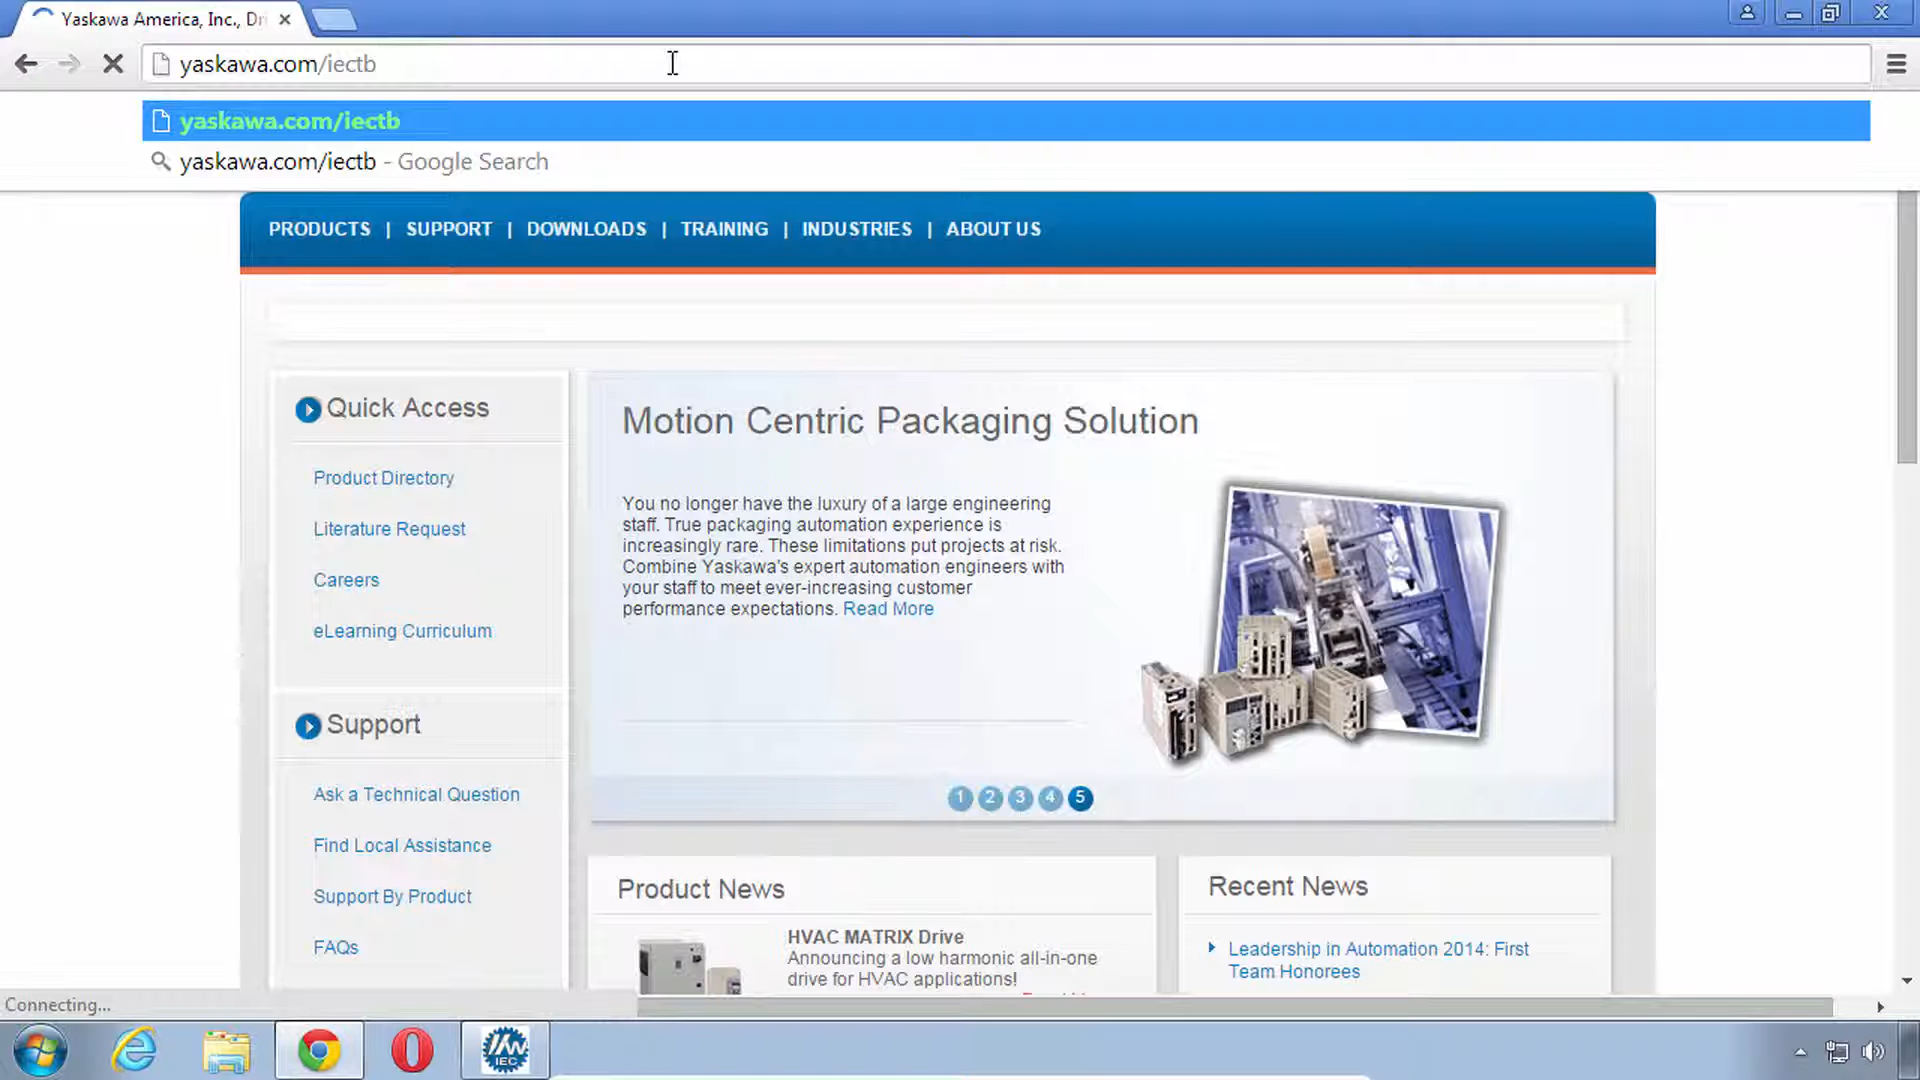 Yaskawa America, Inc., Dri
yaskawa.com/iectb
yaskawa.com/iectb
yaskawa.com/iectb - Google Search
PRODUCTS | SUPPORT | DOWNLOADS | TRAINING | INDUSTRIES | ABOUT US
Quick Access
Product Directory
Literature Request
Careers
eLearning Curriculum
Support
Ask a Technical Question
Find Local Assistance
Support By Product
FAQs
Motion Centric Packaging Solution
You no longer have the luxury of a large engineering
staff. True packaging automation experience is
increasingly rare. These limitations put projects at risk.
Combine Yaskawa's expert automation engineers with
your staff to meet ever-increasing customer
performance expectations. Read More
1 2 3 4 5
Product News
HVAC MATRIX Drive
Announcing a low harmonic all-in-one
drive for HVAC applications!
Recent News
Leadership in Automation 2014: First
Team Honorees
Connecting...
IEC